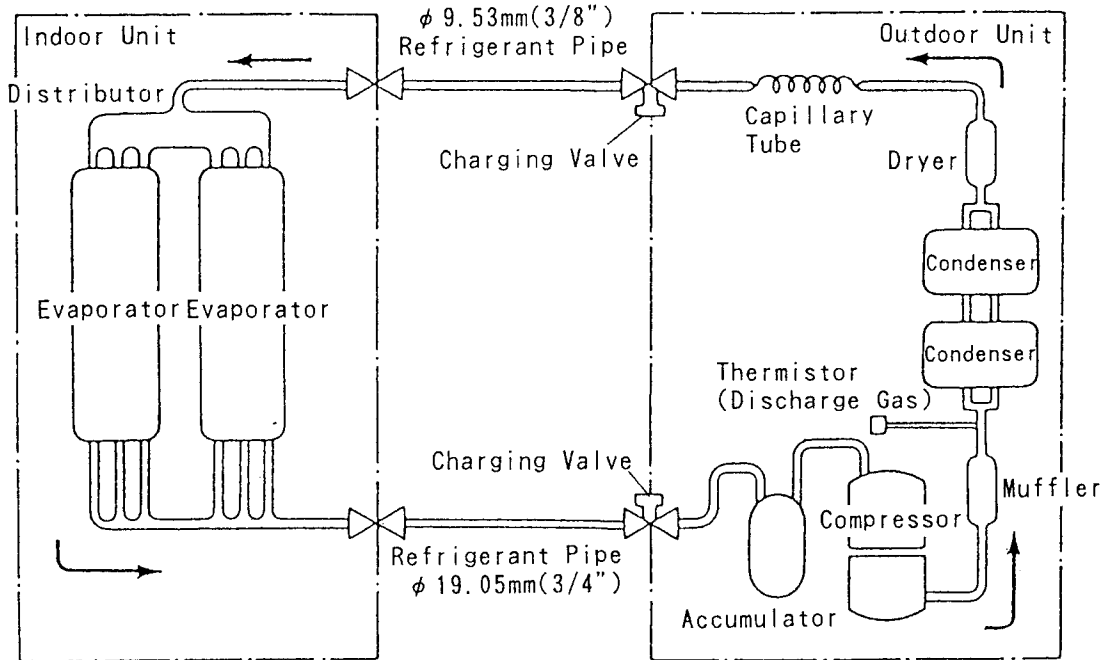 Indoor Unit
φ 9.53mm(3/8")
Refrigerant Pipe
Outdoor Unit
Distributor
Capillary
Tube
Charging Valve
Dryer
Condenser
Evaporator Evaporator
Condenser
Thermistor
(Discharge Gas)
Charging Valve
Muffler
Compressor
Refrigerant Pipe
φ 19.05mm(3/4")
Accumulator